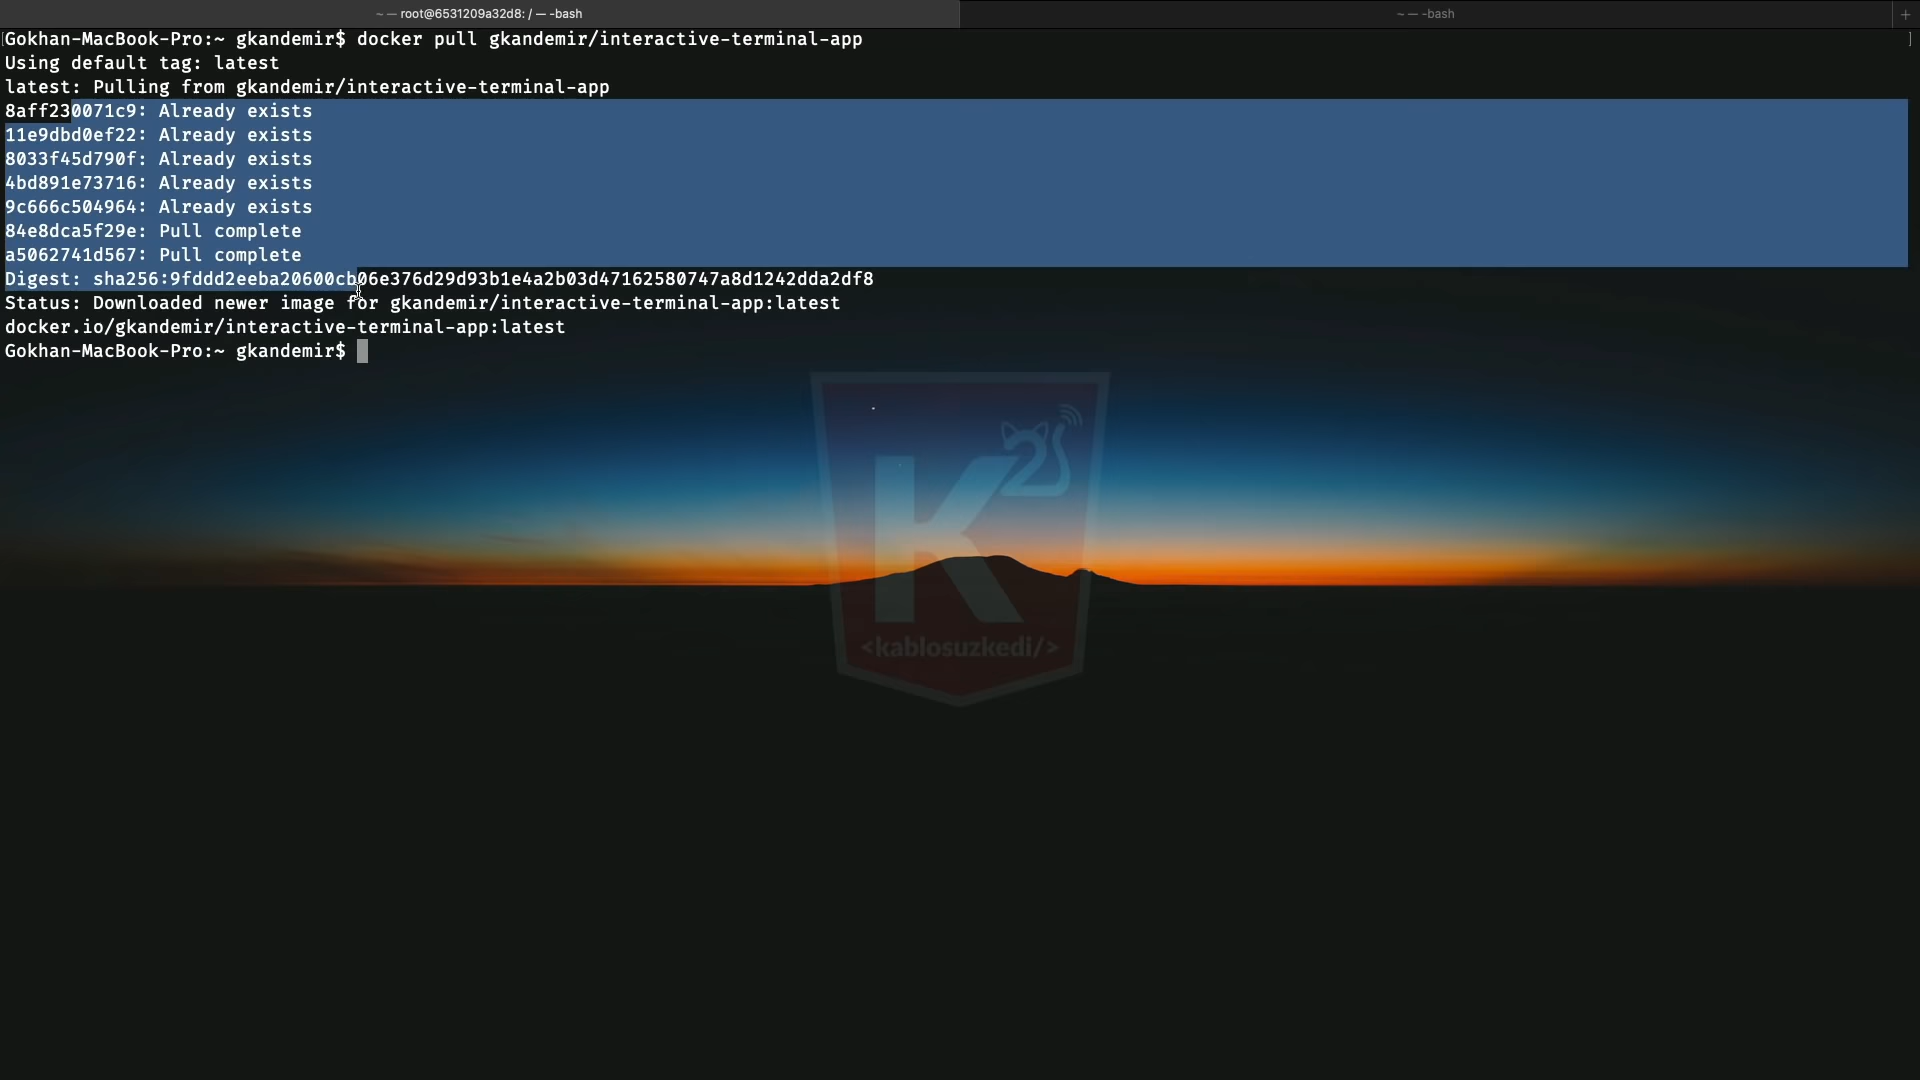 ~ — root@6531209a32d8: / — -bash
~ — -bash
+
Gokhan-MacBook-Pro:~ gkandemir$ docker pull gkandemir/interactive-terminal-app
Using default tag: latest
latest: Pulling from gkandemir/interactive-terminal-app
8aff230071c9: Already exists
11e9dbd0ef22: Already exists
8033f45d790f: Already exists
4bd891e73716: Already exists
9c666c504964: Already exists
84e8dca5f29e: Pull complete
a5062741d567: Pull complete
Digest: sha256:9fddd2eeba20600cb06e376d29d93b1e4a2b03d47162580747a8d1242dda2df8
Status: Downloaded newer image for gkandemir/interactive-terminal-app:latest
docker.io/gkandemir/interactive-terminal-app:latest
Gokhan-MacBook-Pro:~ gkandemir$
K2
<kablosuzkedi/>